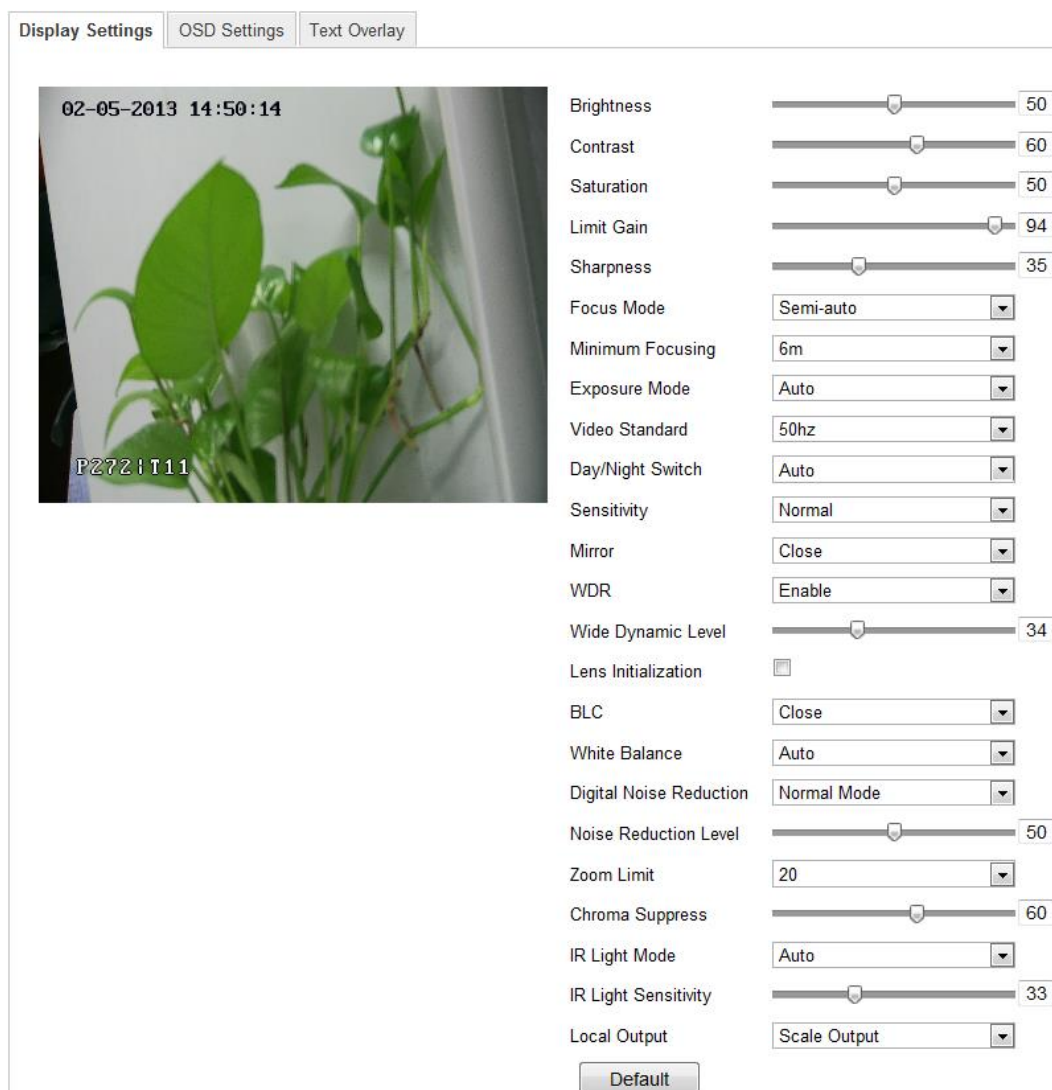 Display Settings OSD Settings Text Overlay
02-05-2013 14:50:14
P272|T11
Brightness 50
Contrast 60
Saturation 50
Limit Gain 94
Sharpness 35
Focus Mode Semi-auto
Minimum Focusing 6m
Exposure Mode Auto
Video Standard 50hz
Day/Night Switch Auto
Sensitivity Normal
Mirror Close
WDR Enable
Wide Dynamic Level 34
Lens Initialization
BLC Close
White Balance Auto
Digital Noise Reduction Normal Mode
Noise Reduction Level 50
Zoom Limit 20
Chroma Suppress 60
IR Light Mode Auto
IR Light Sensitivity 33
Local Output Scale Output
Default